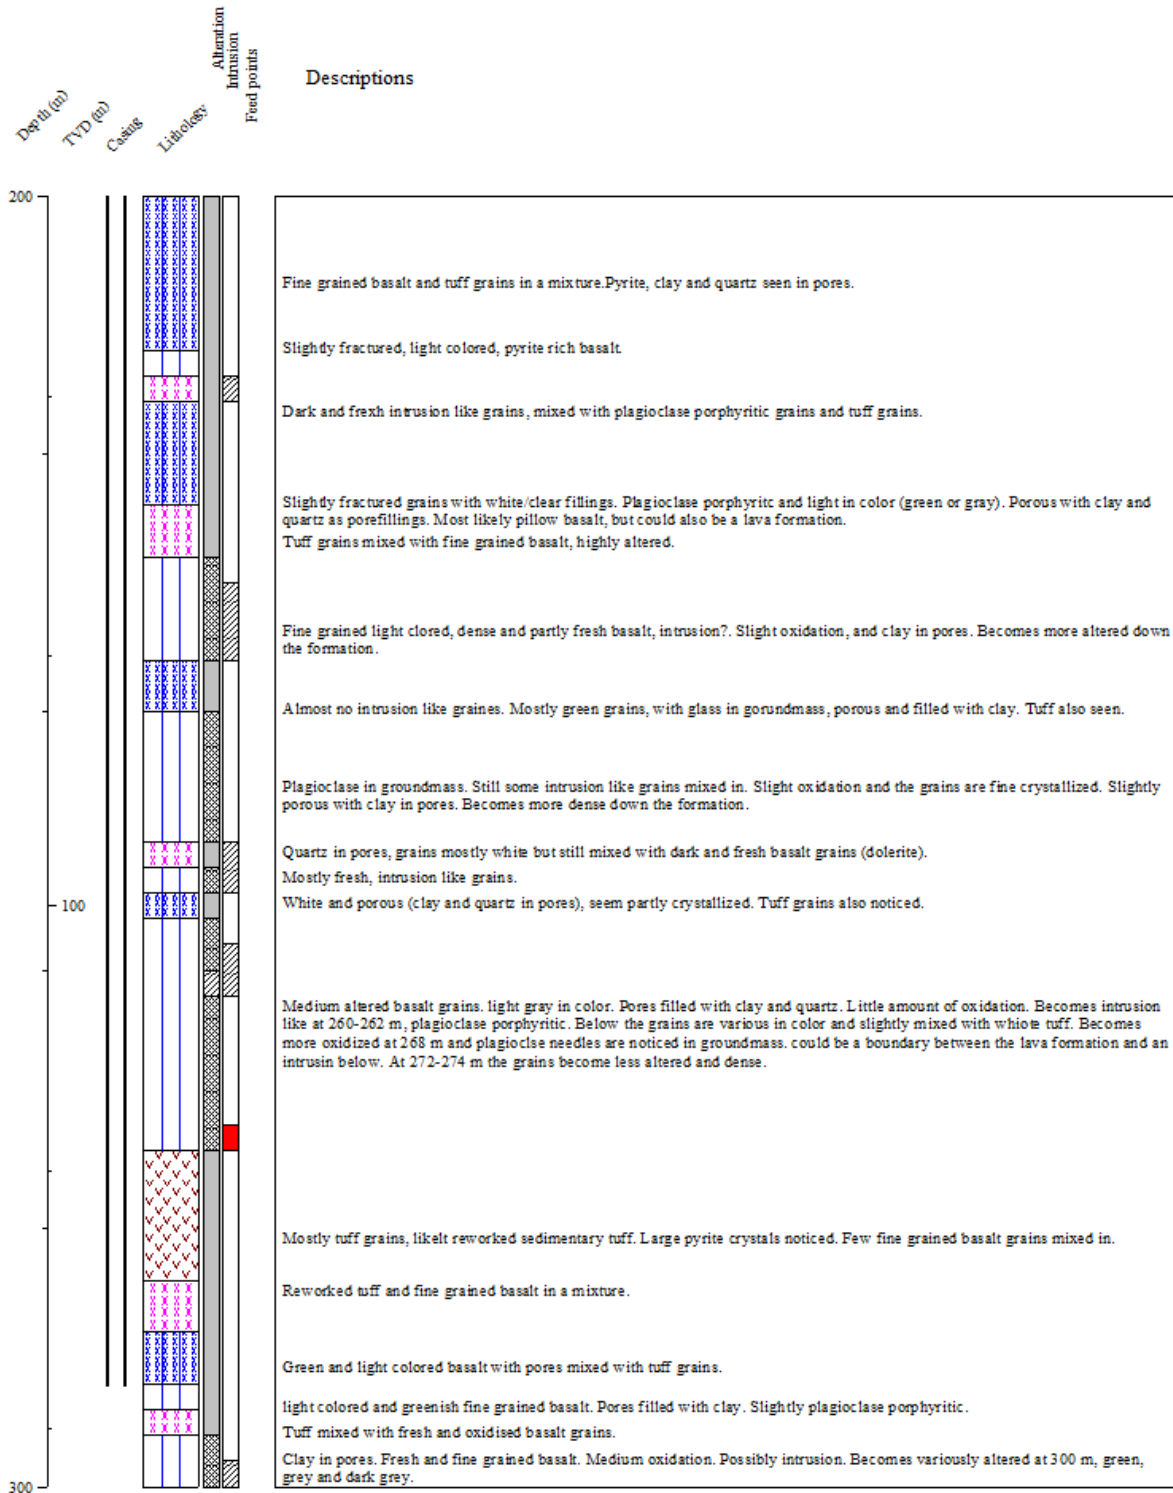 Depth (m)
TVD (m)
Casing
Lithology
Alteration
Intrusion
Feed points
Descriptions
200
Fine grained basalt and tuff grains in a mixture.Pyrite, clay and quartz seen in pores.
Slightly fractured, light colored, pyrite rich basalt.
Dark and frexh intrusion like grains, mixed with plagioclase porphyritic grains and tuff grains.
Slightly fractured grains with white/clear fillings. Plagioclase porphyritc and light in color (green or gray). Porous with clay and
quartz as porefillings. Most likely pillow basalt, but could also be a lava formation.
Tuff grains mixed with fine grained basalt, highly altered.
Fine grained light clored, dense and partly fresh basalt, intrusion?. Slight oxidation, and clay in pores. Becomes more altered down
the formation.
Almost no intrusion like graines. Mostly green grains, with glass in gorundmass, porous and filled with clay. Tuff also seen.
Plagioclase in groundmass. Still some intrusion like grains mixed in. Slight oxidation and the grains are fine crystallized. Slightly
porous with clay in pores. Becomes more dense down the formation.
Quartz in pores, grains mostly white but still mixed with dark and fresh basalt grains (dolerite).
Mostly fresh, intrusion like grains.
100
White and porous (clay and quartz in pores), seem partly crystallized. Tuff grains also noticed.
Medium altered basalt grains. light gray in color. Pores filled with clay and quartz. Little amount of oxidation. Becomes intrusion
like at 260-262 m, plagioclase porphyritic. Below the grains are various in color and slightly mixed with whiote tuff. Becomes
more oxidized at 268 m and plagioclse needles are noticed in groundmass. could be a boundary between the lava formation and an
intrusin below. At 272-274 m the grains become less altered and dense.
Mostly tuff grains, likelt reworked sedimentary tuff. Large pyrite crystals noticed. Few fine grained basalt grains mixed in.
Reworked tuff and fine grained basalt in a mixture.
Green and light colored basalt with pores mixed with tuff grains.
light colored and greenish fine grained basalt. Pores filled with clay. Slightly plagioclase porphyritic.
Tuff mixed with fresh and oxidised basalt grains.
Clay in pores. Fresh and fine grained basalt. Medium oxidation. Possibly intrusion. Becomes variously altered at 300 m, green,
grey and dark grey.
300